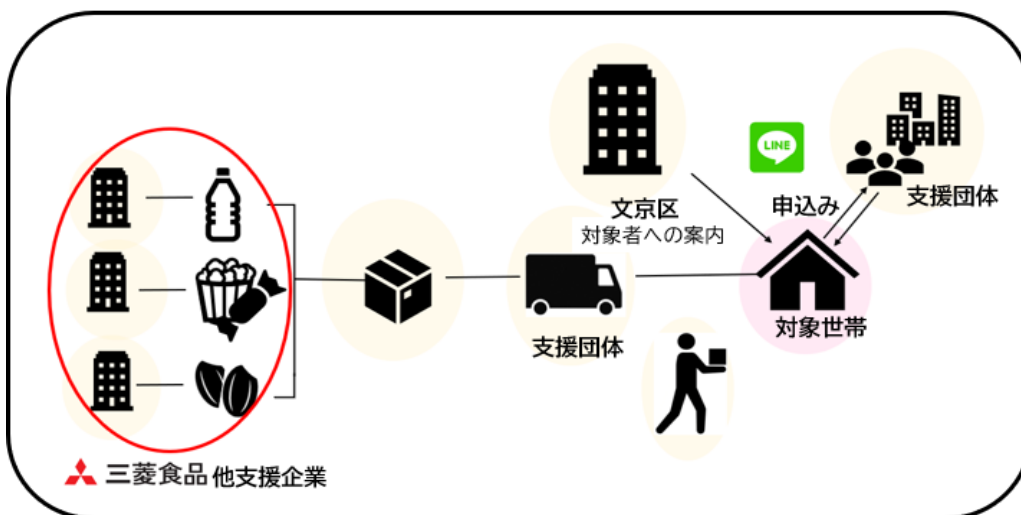 LINE
文京区
対象者への案内
申込み
支援団体
支援団体
対象世帯
三菱食品 他支援企業